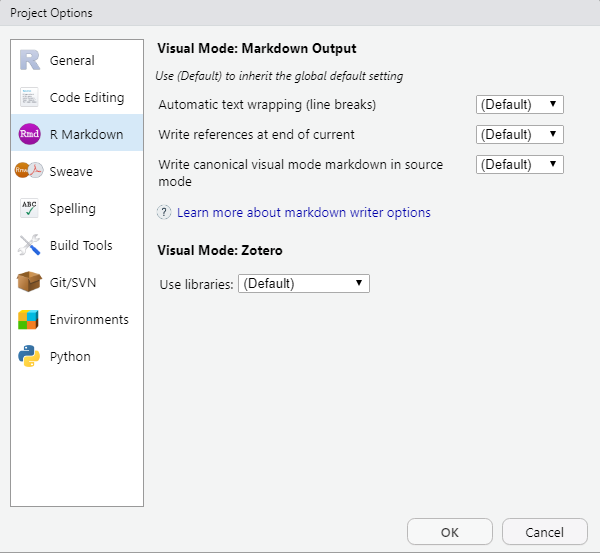 Project Options
General
Code Editing
Rmd
R Markdown
Rnw
Sweave
ABC
Spelling
Build Tools
Git/SVN
Environments
Python
Visual Mode: Markdown Output
Use (Default) to inherit the global default setting
Automatic text wrapping (line breaks) (Default)
Write references at end of current (Default)
Write canonical visual mode markdown in source (Default)
mode
? Learn more about markdown writer options
Visual Mode: Zotero
Use libraries: (Default)
OK Cancel